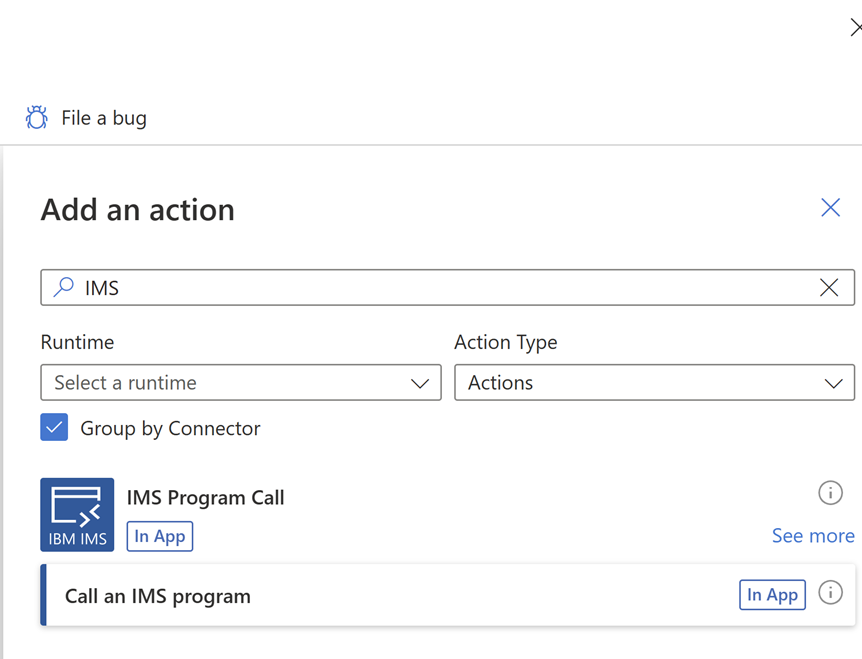 File a bug
Add an action
IMS
Runtime
Action Type
Select a runtime
Actions
Group by Connector
IBM IMS
IMS Program Call
In App
See more
Call an IMS program
In App